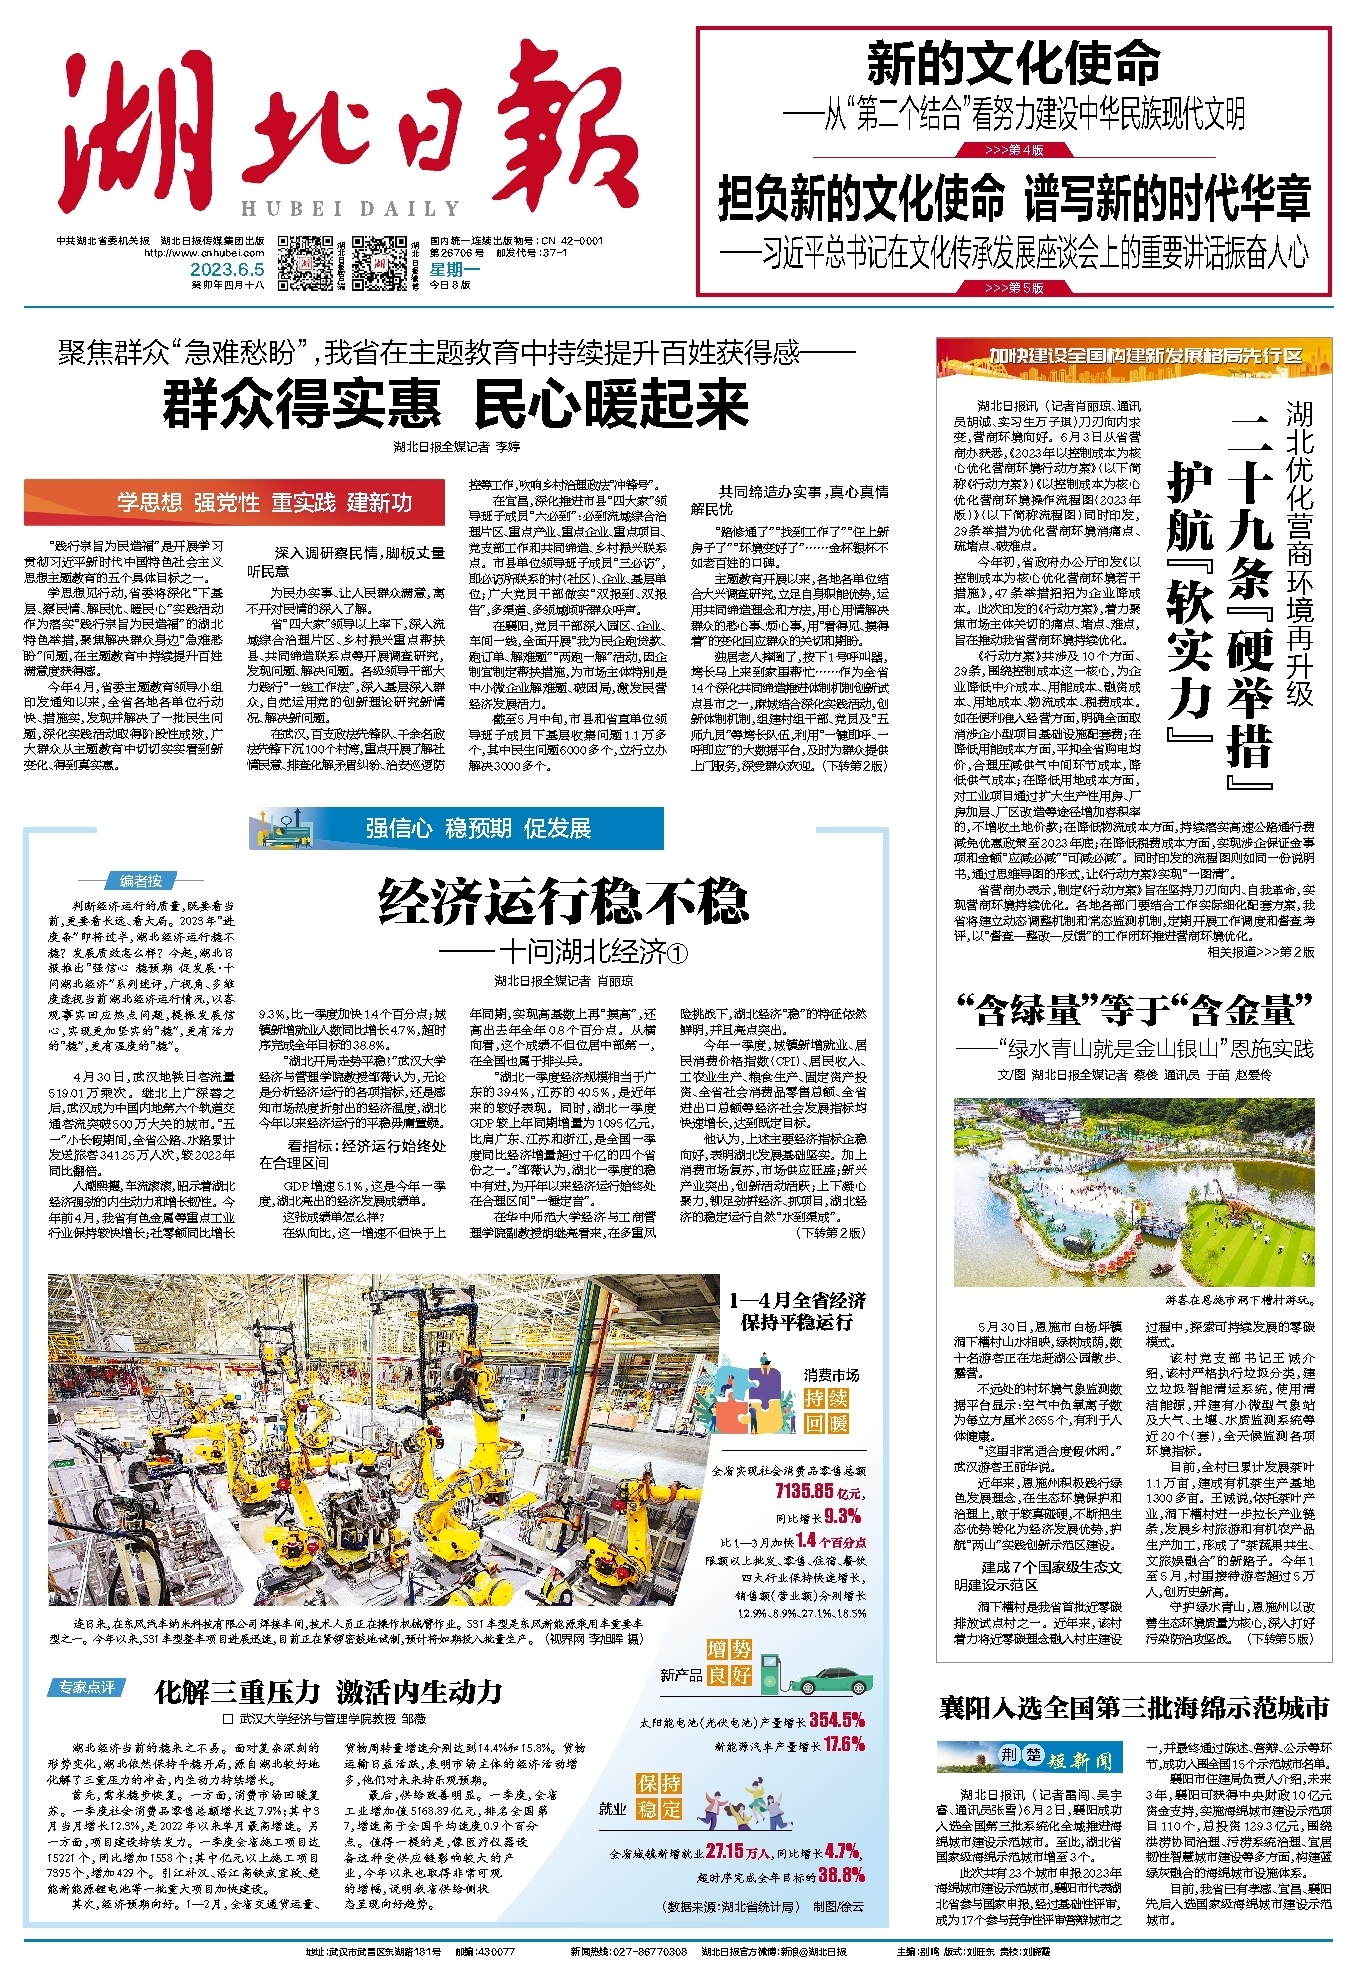 湖北日報
HUBEI DAILY
中共湖北省委机关报 湖北日报传媒集团出版
http://www.cnhubei.com
2023.6.5
癸卯年四月十八
国内统一连续出版物号:CN 42-0001
第26706号 邮发代号:37-1
星期一
今日8版
新的文化使命
——从“第二个结合”看努力建设中华民族现代文明
>>>第4版
担负新的文化使命 谱写新的时代华章
——习近平总书记在文化传承发展座谈会上的重要讲话振奋人心
>>>第5版
聚焦群众“急难愁盼”,我省在主题教育中持续提升百姓获得感——
群众得实惠 民心暖起来
湖北日报全媒记者 李婷
学思想 强党性 重实践 建新功
“践行宗旨为民造福”是开展学习
贯彻习近平新时代中国特色社会主义
思想主题教育的五个具体目标之一。
学思想见行动,省委将深化“下基
层、察民情、解民忧、暖民心”实践活动
作为落实“践行宗旨为民造福”的湖北
特色举措,聚焦解决群众身边“急难愁
盼”问题,在主题教育中持续提升百姓
满意度获得感。
今年4月,省委主题教育领导小组
印发通知以来,全省各地各单位行动
快、措施实,发现并解决了一批民生问
题,深化实践活动取得阶段性成效,广
大群众从主题教育中切切实实看到新
变化、得到真实惠。
深入调研察民情,脚板丈量
听民意
为民办实事、让人民群众满意,离
不开对民情的深入了解。
省“四大家”领导以上率下,深入流
域综合治理片区、乡村振兴重点帮扶
县、共同缔造联系点等开展调查研究,
发现问题、解决问题。各级领导干部大
力践行“一线工作法”,深入基层深入群
众,自觉运用党的创新理论研究新情
况、解决新问题。
在武汉,百支政法先锋队、千余名政
法先锋下沉100个村湾,重点开展了解社
情民意、排查化解矛盾纠纷、治安巡逻防
控等工作,吹响乡村治理政法“冲锋号”。
在宜昌,深化推进市县“四大家”领
导班子成员“六必到”:必到流域综合治
理片区、重点产业、重点企业、重点项目、
党支部工作和共同缔造、乡村振兴联系
点。市县单位领导班子成员“三必访”,
即必访所联系的村(社区)、企业、基层单
位;广大党员干部做实“双报到、双报
告”,多渠道、多领域倾听群众呼声。
在襄阳,党员干部深入园区、企业、
车间一线,全面开展“我为民企跑贷款、
跑订单、解难题”“两跑一解”活动,因企
制宜制定帮扶措施,为市场主体特别是
中小微企业解难题、破困局,激发民营
经济发展活力。
截至5月中旬,市县和省直单位领
导班子成员下基层收集问题1.1万多
个,其中民生问题6000多个,立行立办
解决3000多个。
共同缔造办实事,真心真情
解民忧
“路修通了”“找到工作了”“住上新
房子了”“环境变好了”……金杯银杯不
如老百姓的口碑。
主题教育开展以来,各地各单位结
合大兴调查研究,立足自身职能优势,运
用共同缔造理念和方法,用心用情解决
群众的愁心事、烦心事,用“看得见、摸得
着”的变化回应群众的关切和期盼。
独居老人摔倒了,按下1号呼叫器,
塆长马上来到家里帮忙……作为全省
14个深化共同缔造推进体制机制创新试
点县市之一,麻城结合深化实践活动,创
新体制机制,组建村组干部、党员及“五
师九员”等塆长队伍,利用“一键即呼、一
呼即应”的大数据平台,及时为群众提供
上门服务,深受群众欢迎。(下转第2版)
加快建设全国构建新发展格局先行区
湖北优化营商环境再升级
二十九条『硬举措』
护航『软实力』
湖北日报讯(记者肖丽琼、通讯
员胡诚、实习生万子琪)刀刃向内求
变,营商环境向好。6月3日从省营
商办获悉,《2023年以控制成本为核
心优化营商环境行动方案》(以下简
称《行动方案》)《以控制成本为核心
优化营商环境操作流程图(2023年
版)》(以下简称流程图)同时印发,
29条举措为优化营商环境消痛点、
疏堵点、破难点。
今年初,省政府办公厅印发《以
控制成本为核心优化营商环境若干
措施》,47条举措招招为企业降成
本。此次印发的《行动方案》,着力聚
焦市场主体关切的痛点、堵点、难点,
旨在推动我省营商环境持续优化。
《行动方案》共涉及10个方面、
29条,围绕控制成本这一核心,为企
业降低中介成本、用能成本、融资成
本、用地成本、物流成本、税费成本。
如在便利准入经营方面,明确全面取
消涉企小型项目基础设施配套费;在
降低用能成本方面,平抑全省购电均
价,合理压减供气中间环节成本,降
低供气成本;在降低用地成本方面,
对工业项目通过扩大生产性用房、厂
房加层、厂区改造等途径增加容积率
的,不增收土地价款;在降低物流成本方面,持续落实高速公路通行费
减免优惠政策至2023年底;在降低税费成本方面,实现涉企保证金事
项和金额“应减必减”“可减必减”。同时印发的流程图则如同一份说明
书,通过思维导图的形式,让《行动方案》实现“一图清”。
省营商办表示,制定《行动方案》旨在坚持刀刃向内、自我革命,实
现营商环境持续优化。各地各部门要结合工作实际细化配套方案,我
省将建立动态调整机制和常态监测机制,定期开展工作调度和督查考
评,以“督查—整改—反馈”的工作闭环推进营商环境优化。
相关报道>>>第2版
强信心 稳预期 促发展
编者按
判断经济运行的质量,既要看当
前,更要看长远、看大局。2023年“进
度条”即将过半,湖北经济运行稳不
稳?发展质效怎么样?今起,湖北日
报推出“强信心 稳预期 促发展·十
问湖北经济”系列述评,广视角、多维
度透视当前湖北经济运行情况,以客
观事实回应热点问题,提振发展信
心,实现更加坚实的“稳”,更有活力
的“稳”,更有温度的“稳”。
经济运行稳不稳
——十问湖北经济①
湖北日报全媒记者 肖丽琼
4月30日,武汉地铁日客流量
519.01万乘次。继北上广深蓉之
后,武汉成为中国内地第六个轨道交
通客流突破500万大关的城市。“五
一”小长假期间,全省公路、水路累计
发送旅客341.25万人次,较2022年
同比翻倍。
人潮熙攘,车流滚滚,昭示着湖北
经济强劲的内生动力和增长韧性。今
年前4月,我省有色金属等重点工业
行业保持较快增长;社零额同比增长
9.3%,比一季度加快1.4个百分点;城
镇新增就业人数同比增长4.7%,超时
序完成全年目标的38.8%。
“湖北开局走势平稳!”武汉大学
经济与管理学院教授邹薇认为,无论
是分析经济运行的各项指标,还是感
知市场热度折射出的经济温度,湖北
今年以来经济运行的平稳毋庸置疑。
看指标:经济运行始终处
在合理区间
GDP增速5.1%,这是今年一季
度,湖北亮出的经济发展成绩单。
这张成绩单怎么样?
在纵向比,这一增速不但快于上
年同期,实现高基数上再“摸高”,还
高出去年全年0.8个百分点。从横
向看,这个成绩不但位居中部第一,
在全国也属于排头兵。
“湖北一季度经济规模相当于广
东的39.4%,江苏的40.5%,是近年
来的较好表现。同时,湖北一季度
GDP较上年同期增量为1095亿元,
比肩广东、江苏和浙江,是全国一季
度同比经济增量超过千亿的四个省
份之一。”邹薇认为,湖北一季度的稳
中有进,为开年以来经济运行始终处
在合理区间“一锤定音”。
在华中师范大学经济与工商管
理学院副教授胡继亮看来,在多重风
险挑战下,湖北经济“稳”的特征依然
鲜明,并且亮点突出。
今年一季度,城镇新增就业、居
民消费价格指数(CPI)、居民收入、
工农业生产、粮食生产、固定资产投
资、全省社会消费品零售总额、全省
进出口总额等经济社会发展指标均
快速增长,达到既定目标。
他认为,上述主要经济指标企稳
向好,表明湖北发展基础坚实。加上
消费市场复苏,市场供应旺盛;新兴
产业突出,创新活动活跃;上下凝心
聚力,铆足劲拼经济、抓项目,湖北经
济的稳定运行自然“水到渠成”。
(下转第2版)
连日来,在东风汽车纳米科技有限公司焊接车间,技术人员正在操作机械臂作业。S31车型是东风新能源乘用车重要车
型之一。今年以来,S31车型整车项目进展迅速,目前正在紧锣密鼓地试制,预计将如期投入批量生产。(视界网 李旭晖 摄)
1—4月全省经济
保持平稳运行
消费市场
持续
回暖
全省实现社会消费品零售总额
7135.85亿元,
同比增长9.3%
比1—3月加快1.4个百分点
限额以上批发、零售、住宿、餐饮
四大行业保持快速增长,
销售额(营业额)分别增长
12.9%、8.9%、27.1%、18.5%
新产品
增势
良好
太阳能电池(光伏电池)产量增长354.5%
新能源汽车产量增长17.6%
就业
保持
稳定
全省城镇新增就业27.15万人,同比增长4.7%,
超时序完成全年目标的38.8%
(数据来源:湖北省统计局) 制图/徐云
专家点评
化解三重压力 激活内生动力
□ 武汉大学经济与管理学院教授 邹薇
湖北经济当前的稳来之不易。面对复杂深刻的
形势变化,湖北依然保持平稳开局,源自湖北较好地
化解了三重压力的冲击,内生动力持续增长。
首先,需求稳步恢复。一方面,消费市场回暖复
苏。一季度社会消费品零售总额增长达7.9%;其中3
月当月增长12.3%,是2022年以来单月最高增速。另
一方面,项目建设持续发力。一季度全省施工项目达
15221个,同比增加1558个;其中亿元以上施工项目
7395个,增加429个。引江补汉、沿江高铁武宜段、楚
能新能源锂电池等一批重大项目加快建设。
其次,经济预期向好。1—2月,全省交通货运量、
货物周转量增速分别达到14.4%和15.8%。货物
运输日益活跃,表明市场主体的经济活动增
多,他们对未来持乐观预期。
最后,供给改善明显。一季度,全省
工业增加值5168.89亿元,排名全国第
7,增速高于全国平均速度0.9个百分
点。值得一提的是,像医疗仪器设
备这种受供应链影响较大的产
业,今年以来也取得非常可观
的增幅,说明我省供给侧状
态呈现向好趋势。
“含绿量”等于“含金量”
——“绿水青山就是金山银山”恩施实践
文/图 湖北日报全媒记者 蔡俊 通讯员 于苗 赵爱伶
游客在恩施市洞下槽村游玩。
5月30日,恩施市白杨坪镇
洞下槽村山水相映,绿树成荫,数
十名游客正在龙赶湖公园散步、
露营。
不远处的村环境气象监测数
据平台显示:空气中负氧离子数
为每立方厘米2655个,有利于人
体健康。
“这里非常适合度假休闲。”
武汉游客王丽华说。
近年来,恩施州积极践行绿
色发展理念,在生态环境保护和
治理上,敢于较真碰硬,不断把生
态优势转化为经济发展优势,护
航“两山”实践创新示范区建设。
建成7个国家级生态文
明建设示范区
洞下槽村是我省首批近零碳
排放试点村之一。近年来,该村
着力将近零碳理念融入村庄建设
过程中,探索可持续发展的零碳
模式。
该村党支部书记王诚介
绍,该村严格执行垃圾分类,建
立垃圾智能清运系统,使用清
洁能源,并建有小微型气象站
及大气、土壤、水质监测系统等
近20个(套),全天候监测各项
环境指标。
目前,全村已累计发展茶叶
1.1万亩,建成有机茶生产基地
1300多亩。王诚说,依托茶叶产
业,洞下槽村进一步拉长产业链
条,发展乡村旅游和有机农产品
生产加工,形成了“茶蔬果共生、
文旅娱融合”的新路子。今年1
至5月,村里接待游客超过5万
人,创历史新高。
守护绿水青山,恩施州以改
善生态环境质量为核心,深入打好
污染防治攻坚战。(下转第5版)
襄阳入选全国第三批海绵示范城市
荆楚短新闻
湖北日报讯(记者雷闯、吴宇
睿、通讯员张雪)6月2日,襄阳成功
入选全国第三批系统化全域推进海
绵城市建设示范城市。至此,湖北省
国家级海绵示范城市增至3个。
此次共有23个城市申报2023年
海绵城市建设示范城市,襄阳市代表湖
北省参与国家申报,经过基础性评审,
成为17个参与竞争性评审答辩城市之
一,并最终通过陈述、答辩、公示等环
节,成功入围全国15个示范城市名单。
襄阳市住建局负责人介绍,未来
3年,襄阳可获得中央财政10亿元
资金支持,实施海绵城市建设示范项
目110个,总投资129.3亿元,围绕
洪涝协同治理、污涝系统治理、宜居
韧性智慧城市建设等多方面,构建蓝
绿灰融合的海绵城市设施体系。
目前,我省已有孝感、宜昌、襄阳
先后入选国家级海绵城市建设示范
城市。
地址:武汉市武昌区东湖路181号 邮编:430077 新闻热线:027-86770308 湖北日报官方微博:新浪@湖北日报 主编:别鸣 版式:刘旺东 责校:刘晓霞